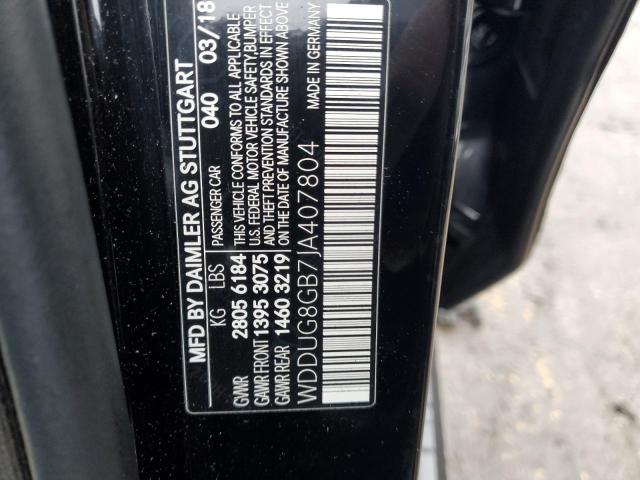 MFD BY DAIMLER AG STUTTGART
PASSENGER CAR 040 03/18
KG LBS
GVWR 2805 6184
GAWR FRONT 1395 3075
GAWR REAR 1460 3219
THIS VEHICLE CONFORMS TO ALL APPLICABLE
U.S. FEDERAL MOTOR VEHICLE SAFETY,BUMPER
AND THEFT PREVENTION STANDARDS IN EFFECT
ON THE DATE OF MANUFACTURE SHOWN ABOVE
MADE IN GERMANY
WDDUG8GB7JA407804